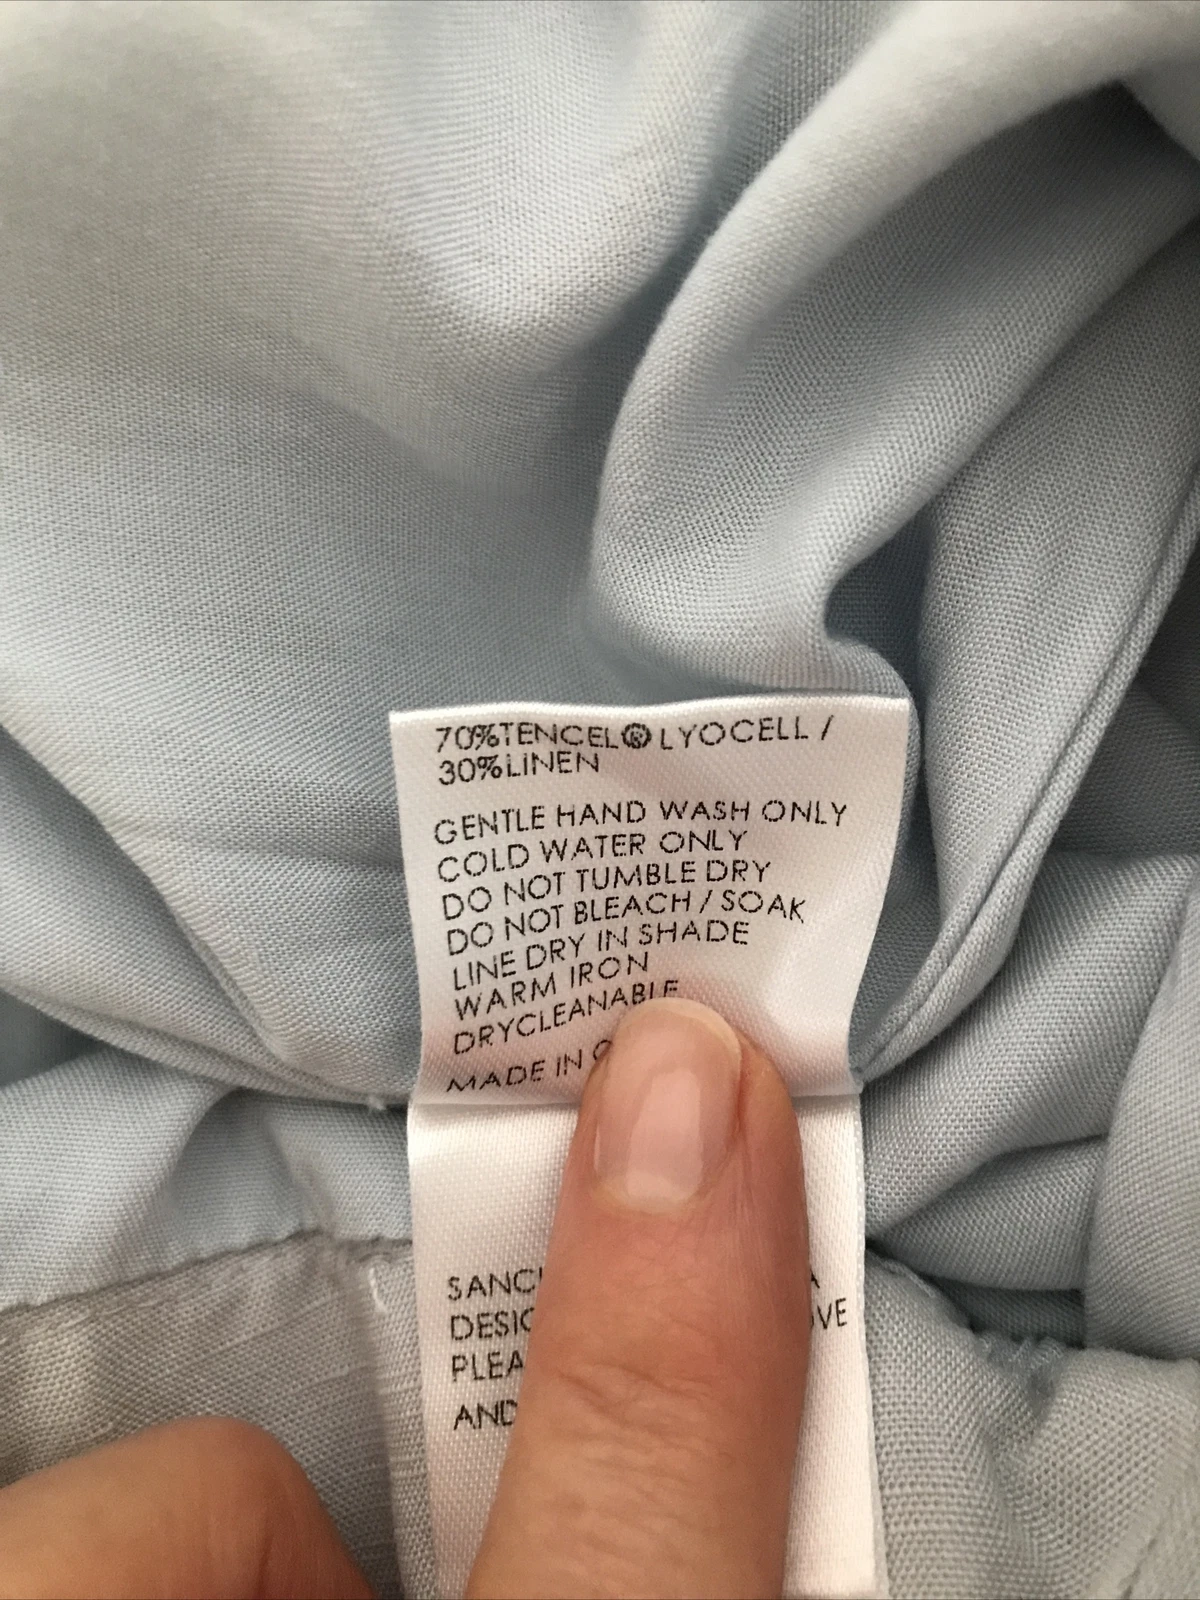 70%TENCEL® LYOCELL /
30%LINEN
GENTLE HAND WASH ONLY
COLD WATER ONLY
DO NOT TUMBLE DRY
DO NOT BLEACH / SOAK
LINE DRY IN SHADE
WARM IRON
DRYCLEANABLE
MADE IN